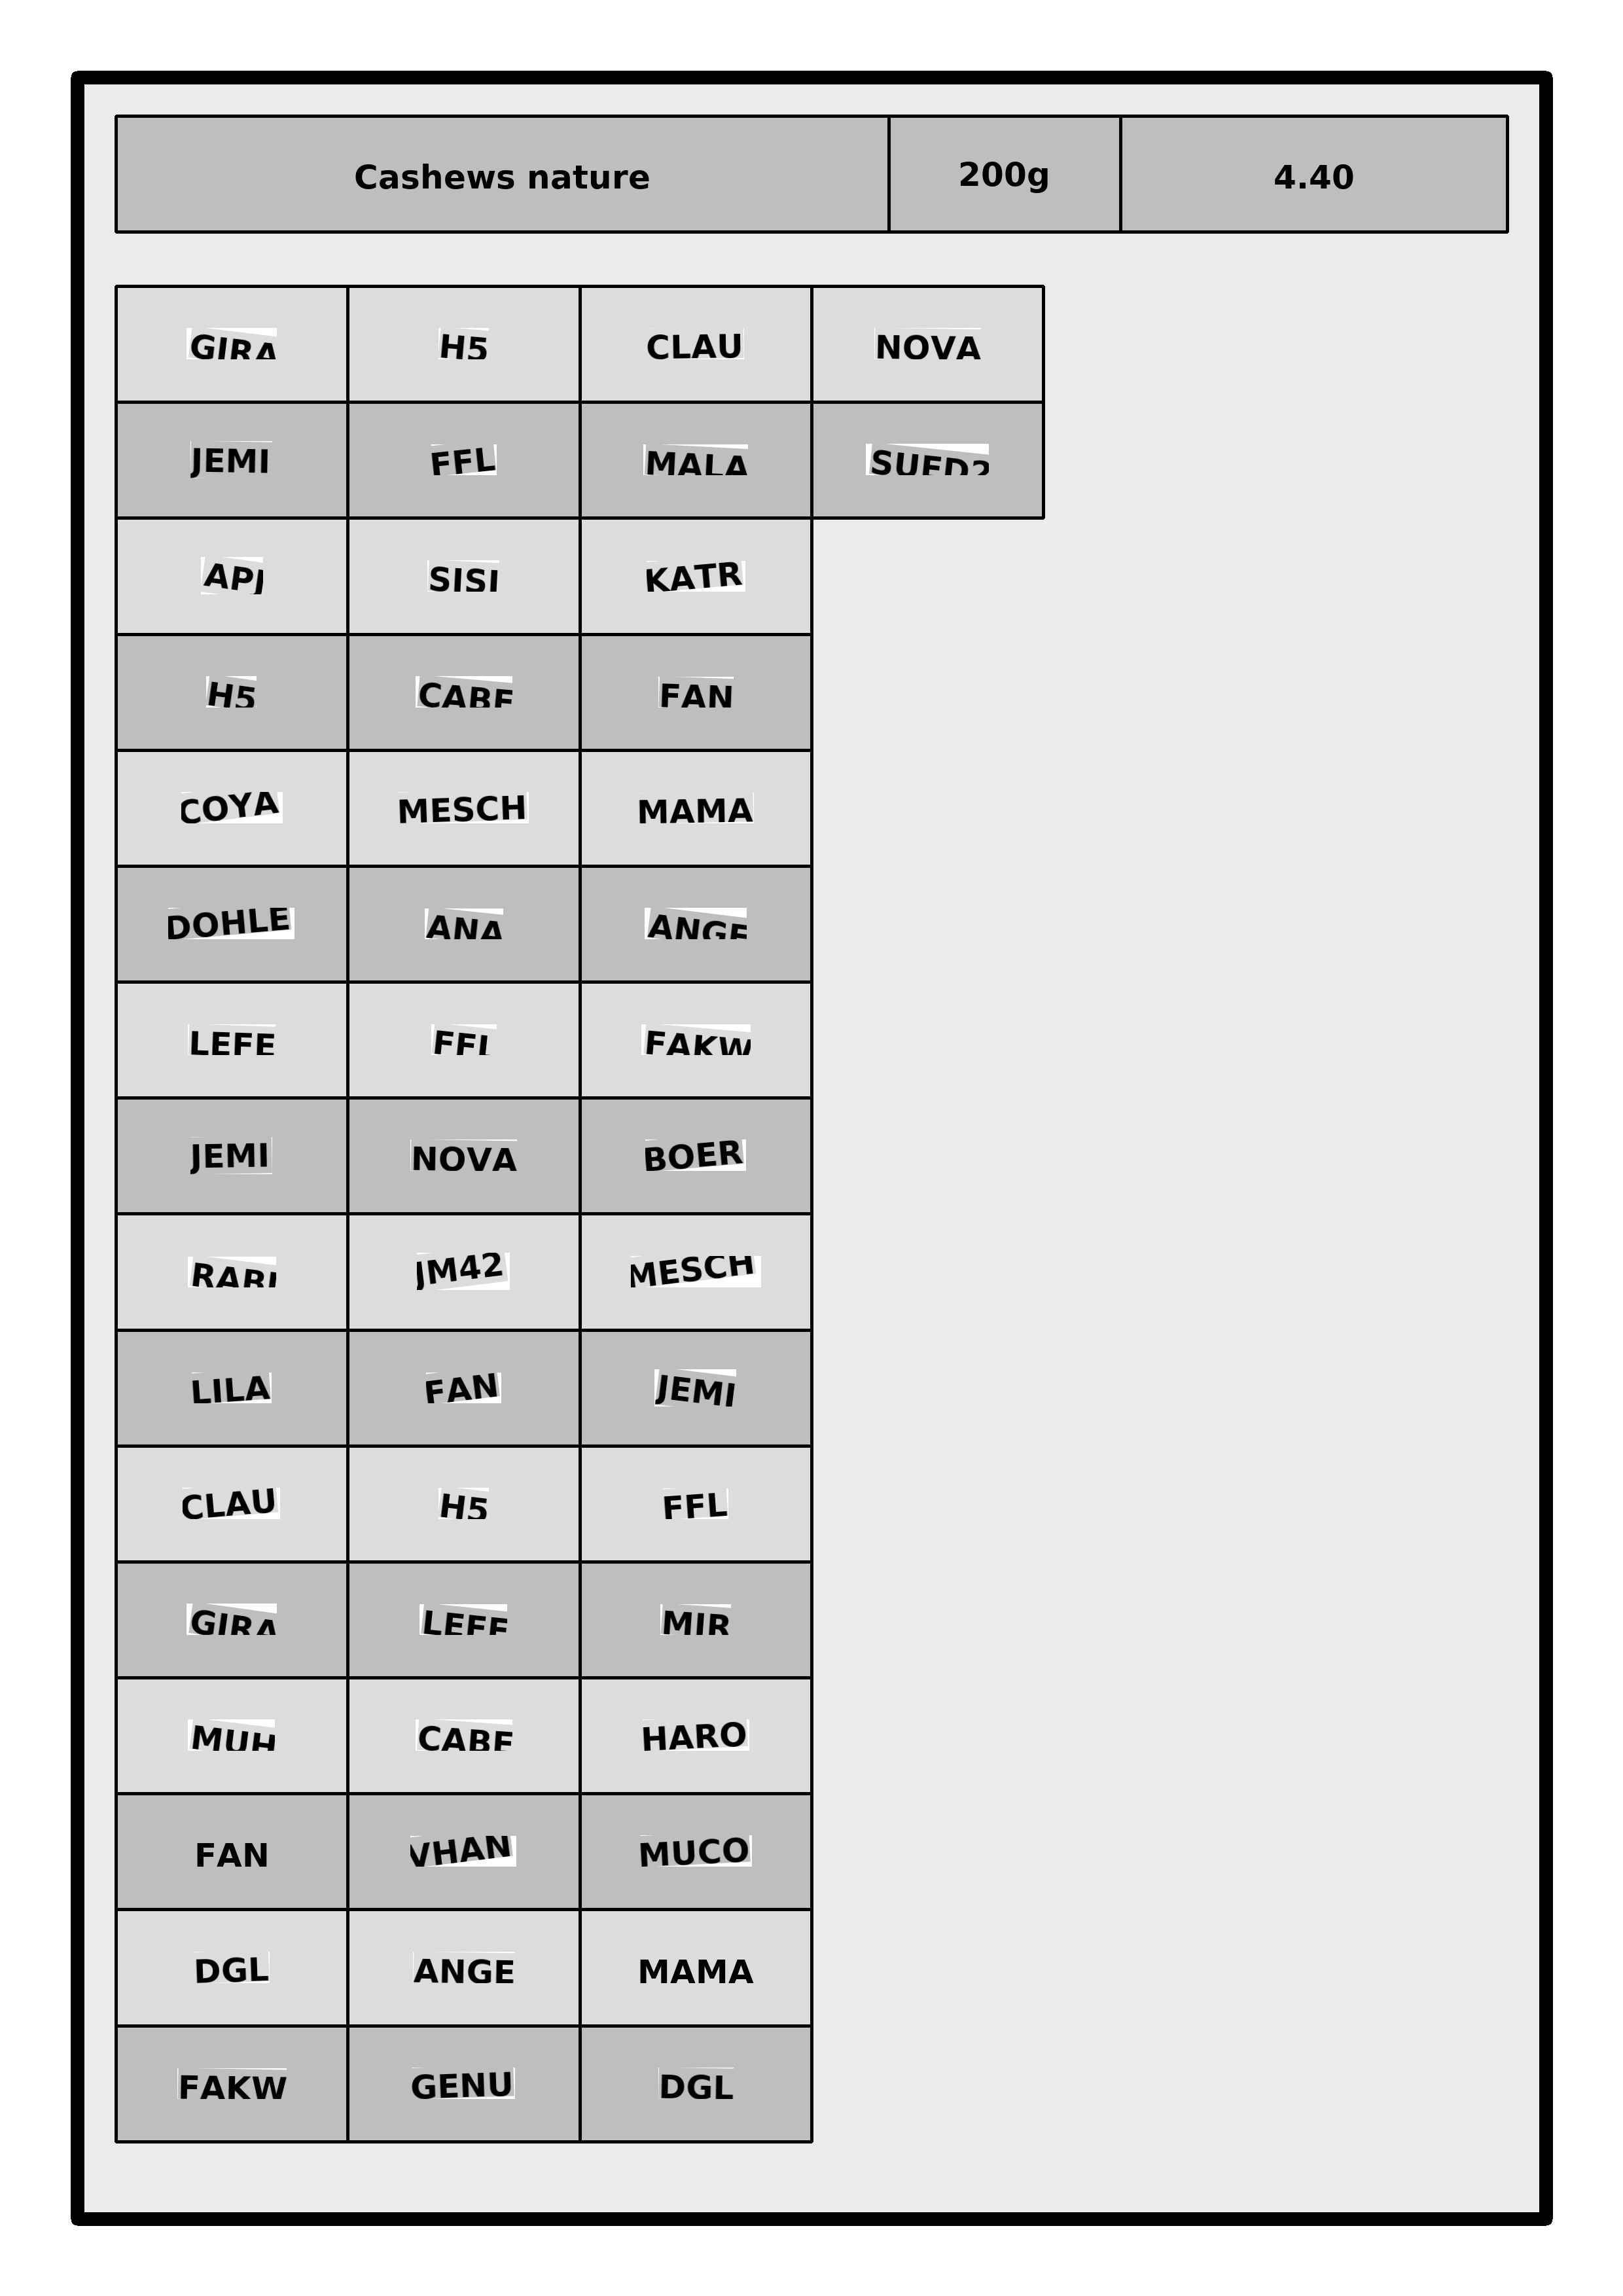 Cashews nature 200g 4.40
GIRA H5 CLAU NOVA
JEMI FFL MALA SUED2
API SISI KATR
H5 CABE FAN
COYA MESCH MAMA
DOHLE ANA ANGE
LEFE FFL FAKW
JEMI NOVA BOER
RABI JM42 MESCH
LILA FAN JEMI
CLAU H5 FFL
GIRA LEFE MIR
MUH CABE HARO
FAN VHAN MUCO
DGL ANGE MAMA
FAKW GENU DGL